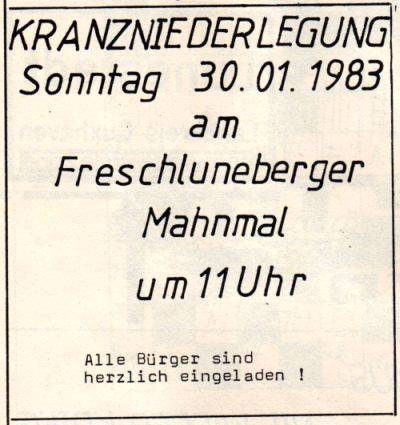 KRANZNIEDERLEGUNG
Sonntag 30.01.1983
am
Freschluneberger
Mahnmal
um 11 Uhr
Alle Bürger sind
herzlich eingeladen !